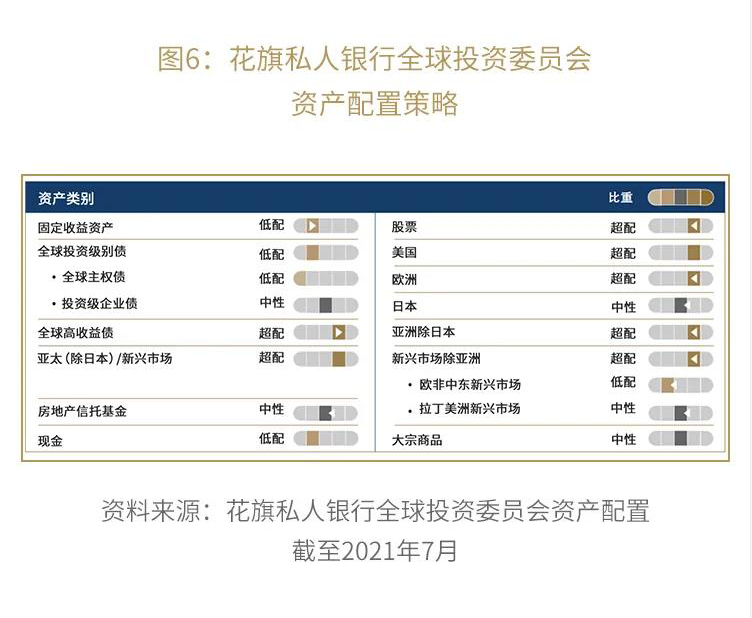 图6：花旗私人银行全球投资委员会
资产配置策略
资产类别 比重
固定收益资产 低配
全球投资级别债 低配
• 全球主权债 低配
• 投资级企业债 中性
全球高收益债 超配
亚太（除日本）/新兴市场 超配
房地产信托基金 中性
现金 低配
股票 超配
美国 超配
欧洲 超配
日本 中性
亚洲除日本 超配
新兴市场除亚洲 超配
• 欧非中东新兴市场 低配
• 拉丁美洲新兴市场 中性
大宗商品 中性
资料来源：花旗私人银行全球投资委员会资产配置
截至2021年7月